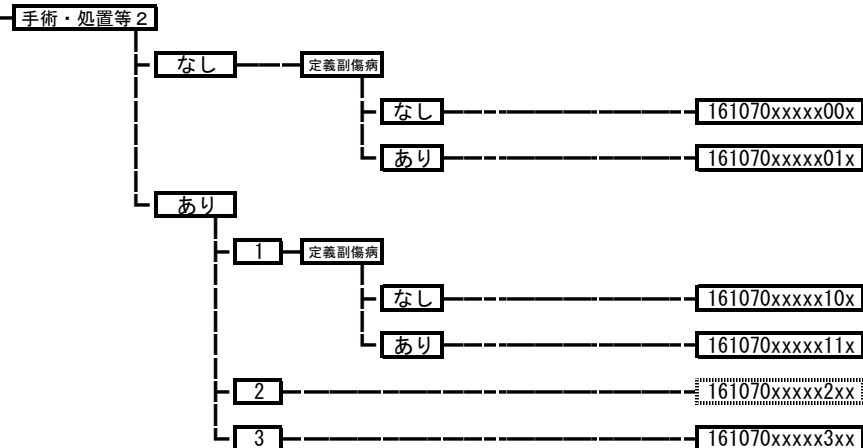 手術・処置等２
なし 定義副傷病
なし 161070xxxxx00x
あり 161070xxxxx01x
あり
1 定義副傷病
なし 161070xxxxx10x
あり 161070xxxxx11x
2 161070xxxxx2xx
3 161070xxxxx3xx